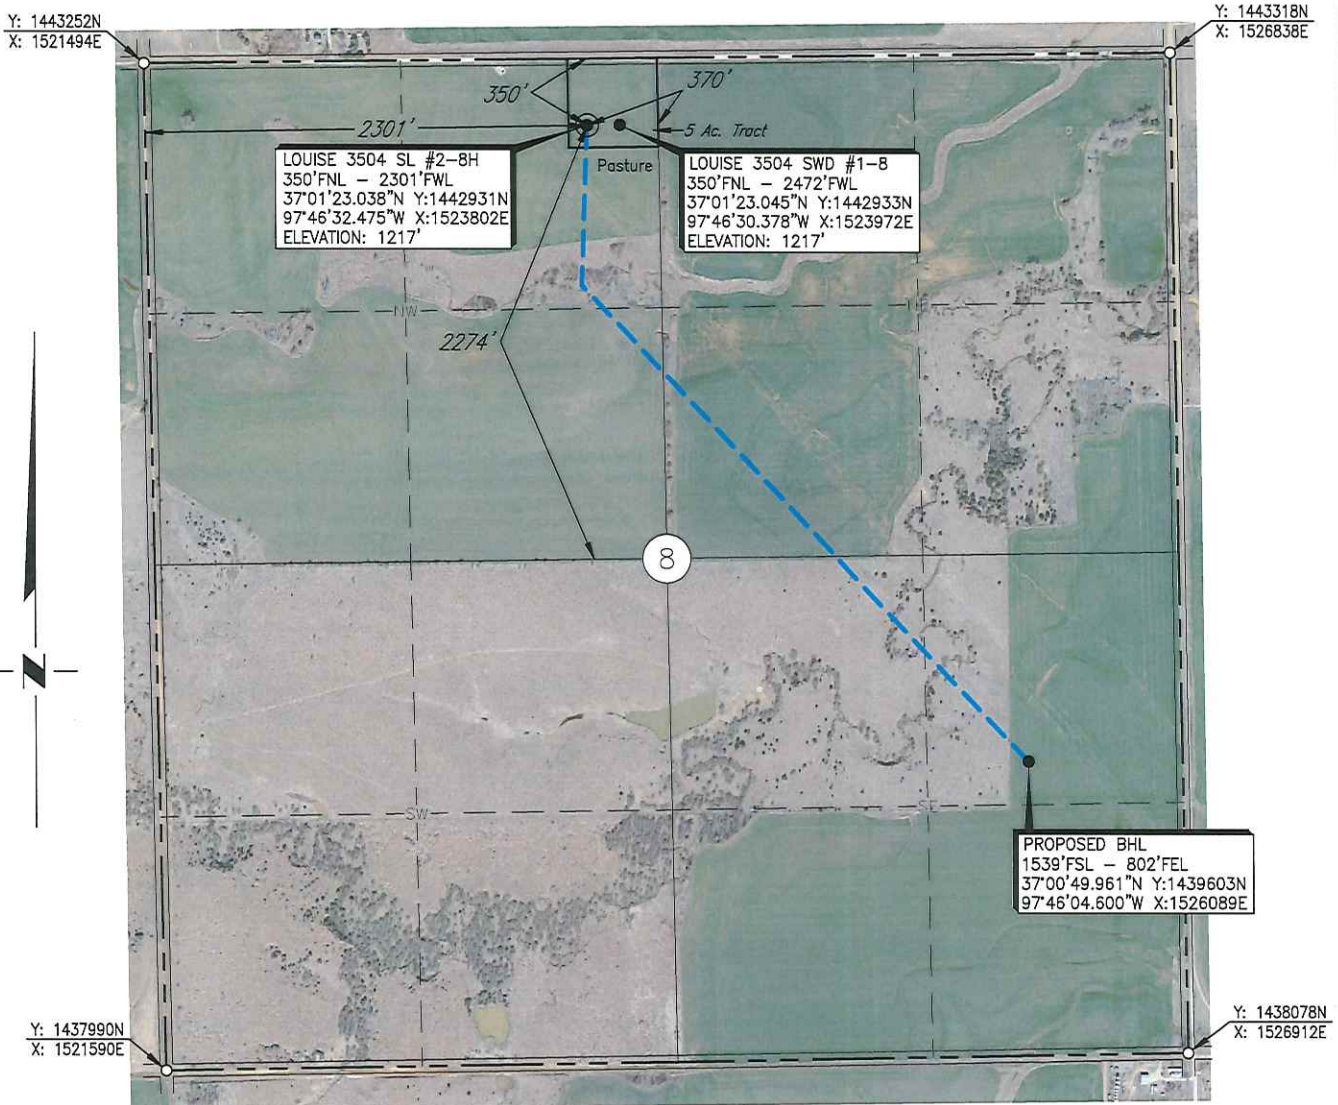 Y: 1443252N
X: 1521494E
Y: 1443318N
X: 1526838E
350'
370'
2301'
5 Ac. Tract
LOUISE 3504 SL #2-8H
350'FNL - 2301'FWL
37°01'23.038"N Y:1442931N
97°46'32.475"W X:1523802E
ELEVATION: 1217'
Pasture
LOUISE 3504 SWD #1-8
350'FNL - 2472'FWL
37°01'23.045"N Y:1442933N
97°46'30.378"W X:1523972E
ELEVATION: 1217'
NW
2274'
8
N
SW
SE
PROPOSED BHL
1539'FSL - 802'FEL
37°00'49.961"N Y:1439603N
97°46'04.600"W X:1526089E
Y: 1437990N
X: 1521590E
Y: 1438078N
X: 1526912E